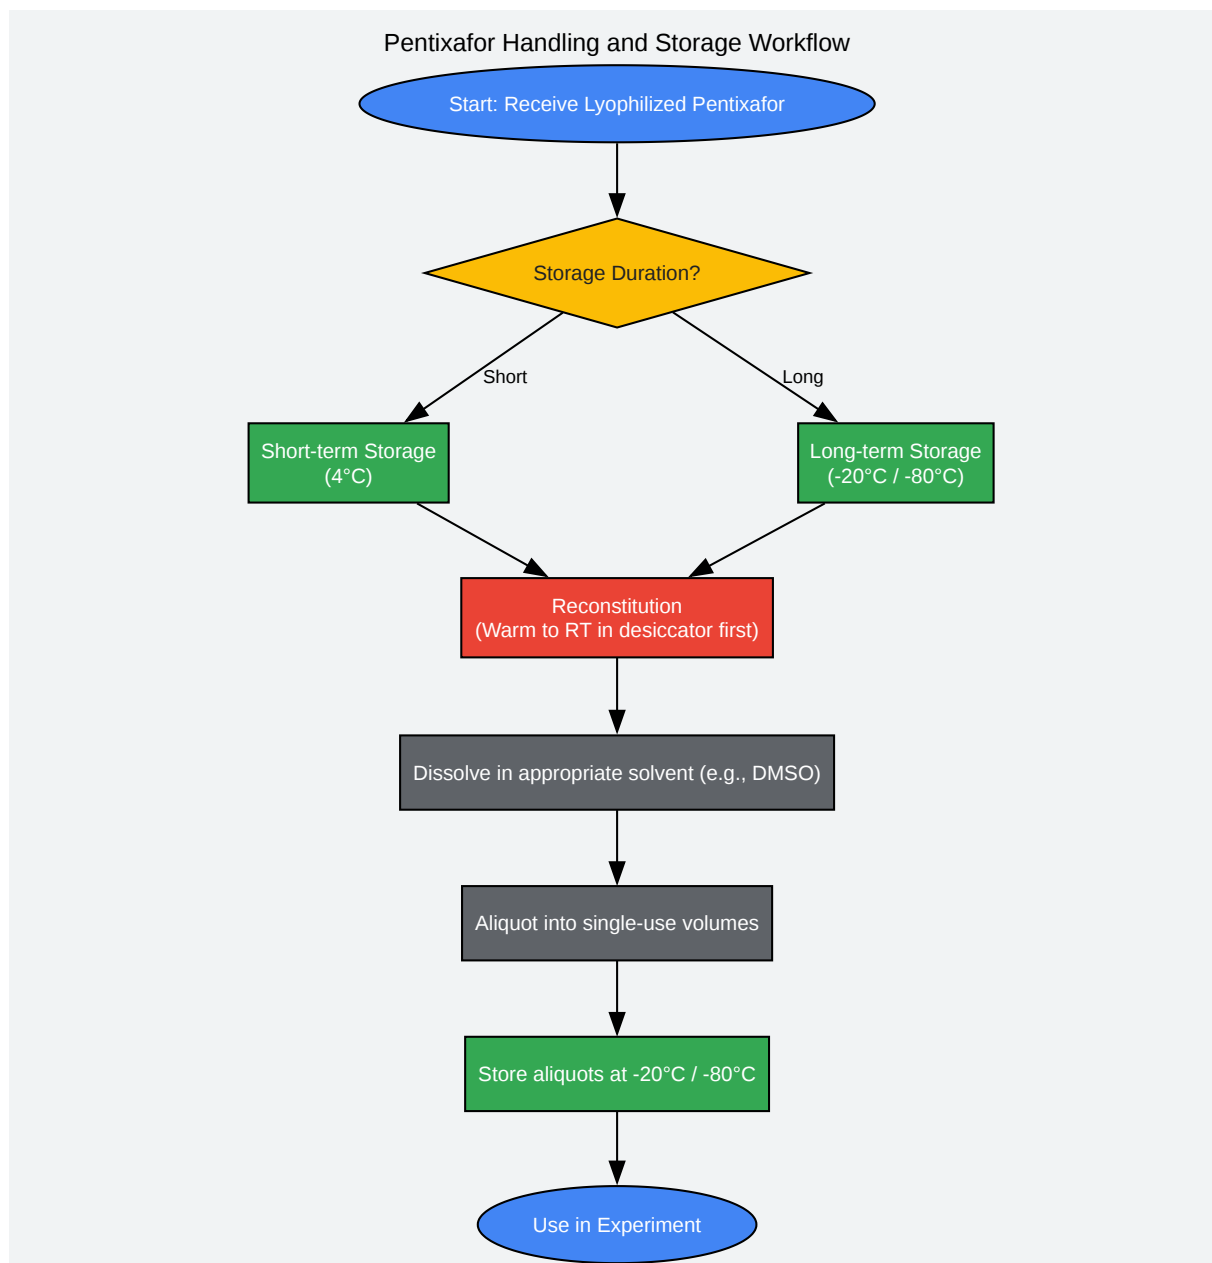 Pentixafor Handling and Storage Workflow
Start: Receive Lyophilized Pentixafor
Storage Duration?
Short
Long
Short-term Storage
(4°C)
Long-term Storage
(-20°C / -80°C)
Reconstitution
(Warm to RT in desiccator first)
Dissolve in appropriate solvent (e.g., DMSO)
Aliquot into single-use volumes
Store aliquots at -20°C / -80°C
Use in Experiment